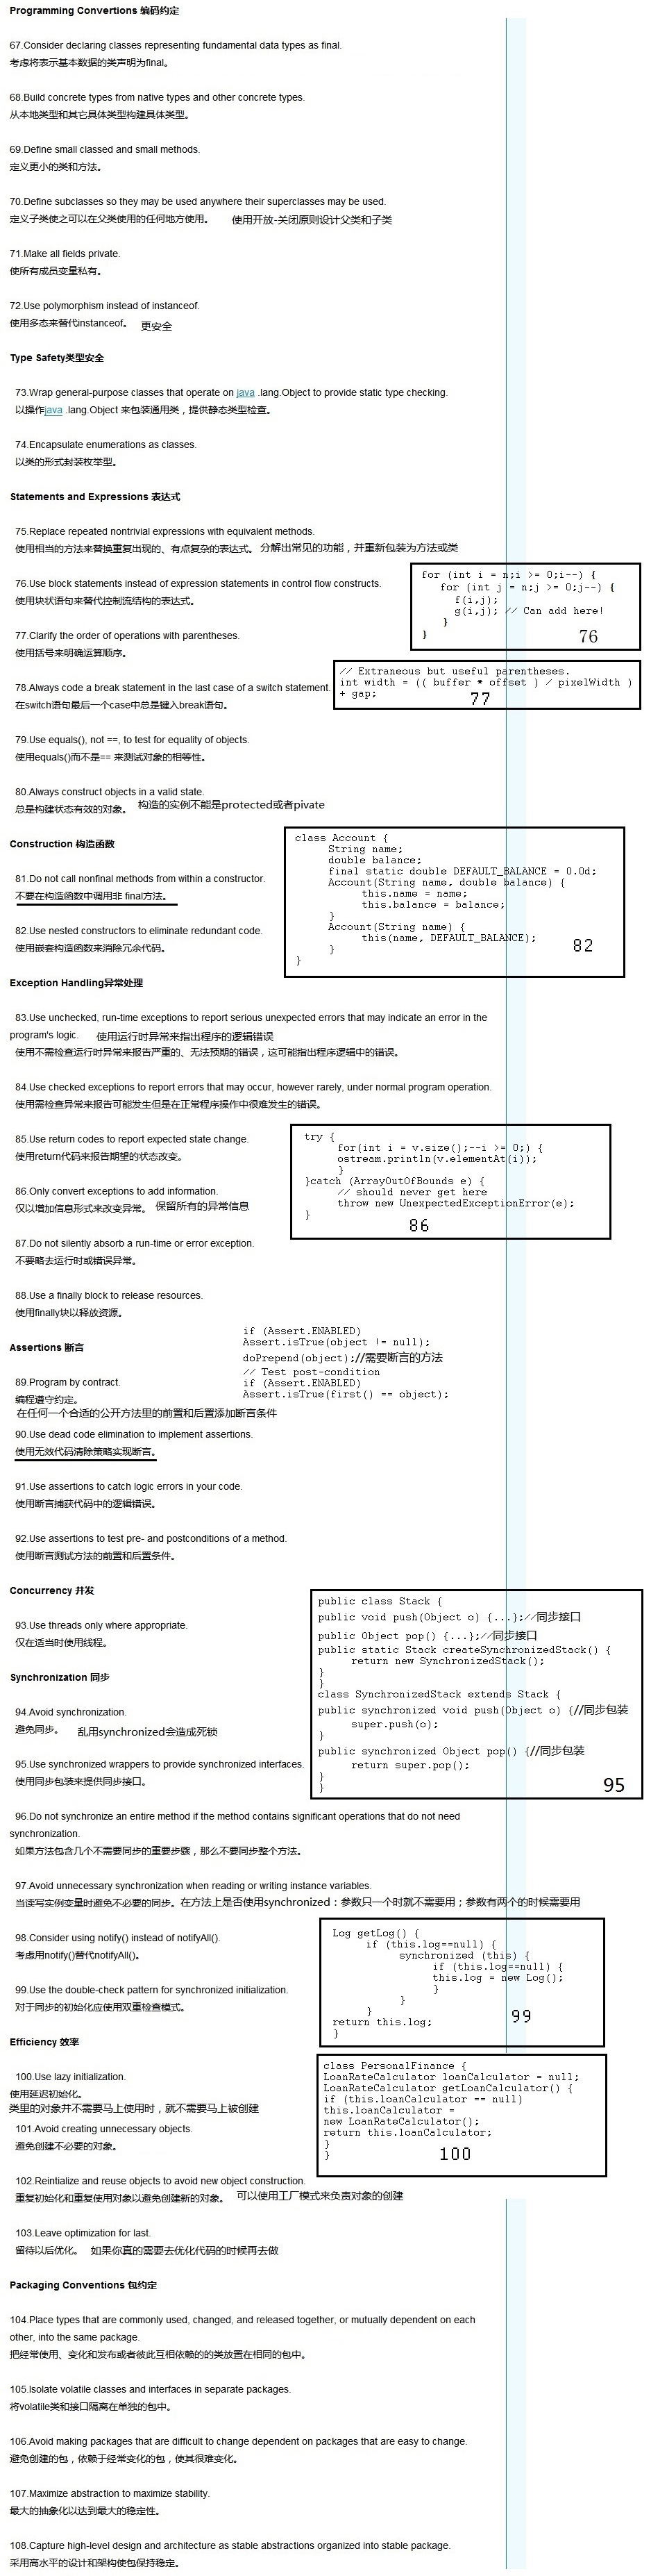 Programming Convertions 编码约定
67.Consider declaring classes representing fundamental data types as final.
考虑将表示基本数据的类声明为final。
68.Build concrete types from native types and other concrete types.
从本地类型和其它具体类型构建具体类型。
69.Define small classed and small methods.
定义更小的类和方法。
70.Define subclasses so they may be used anywhere their superclasses may be used.
定义子类使之可以在父类使用的任何地方使用。 使用开放-关闭原则设计父类和子类
71.Make all fields private.
使所有成员变量私有。
72.Use polymorphism instead of instanceof.
使用多态来替代instanceof。 更安全
Type Safety类型安全
73.Wrap general-purpose classes that operate on java .lang.Object to provide static type checking.
以操作java .lang.Object 来包装通用类，提供静态类型检查。
74.Encapsulate enumerations as classes.
以类的形式封装枚举型。
Statements and Expressions 表达式
75.Replace repeated nontrivial expressions with equivalent methods.
使用相当的方法来替换重复出现的、有点复杂的表达式。 分解出常见的功能，并重新包装为方法或类
76.Use block statements instead of expression statements in control flow constructs.
使用块状语句来替代控制流结构的表达式。
for (int i = n;i >= 0;i--) {
for (int j = n;j >= 0;j--) {
f(i,j);
g(i,j); // Can add here!
}
}
76
77.Clarify the order of operations with parentheses.
使用括号来明确运算顺序。
// Extraneous but useful parentheses.
int width = (( buffer * offset ) / pixelWidth )
+ gap;
77
78.Always code a break statement in the last case of a switch statement.
在switch语句最后一个case中总是键入break语句。
79.Use equals(), not ==, to test for equality of objects.
使用equals()而不是== 来测试对象的相等性。
80.Always construct objects in a valid state.
总是构建状态有效的对象。 构造的实例不能是protected或者pivate
Construction 构造函数
81.Do not call nonfinal methods from within a constructor.
不要在构造函数中调用非 final方法。
82.Use nested constructors to eliminate redundant code.
使用嵌套构造函数来消除冗余代码。
class Account {
String name;
double balance;
final static double DEFAULT_BALANCE = 0.0d;
Account(String name, double balance) {
this.name = name;
this.balance = balance;
}
Account(String name) {
this(name, DEFAULT_BALANCE);
}
}
82
Exception Handling异常处理
83.Use unchecked, run-time exceptions to report serious unexpected errors that may indicate an error in the
program's logic. 使用运行时异常来指出程序的逻辑错误
使用不需检查运行时异常来报告严重的、无法预期的错误，这可能指出程序逻辑中的错误。
84.Use checked exceptions to report errors that may occur, however rarely, under normal program operation.
使用需检查异常来报告可能发生但是在正常程序操作中很难发生的错误。
85.Use return codes to report expected state change.
使用return代码来报告期望的状态改变。
86.Only convert exceptions to add information.
仅以增加信息形式来改变异常。 保留所有的异常信息
try {
for(int i = v.size();--i >= 0;) {
ostream.println(v.elementAt(i));
}
}catch (ArrayOutOfBounds e) {
// should never get here
throw new UnexpectedExceptionError(e);
}
86
87.Do not silently absorb a run-time or error exception.
不要略去运行时或错误异常。
88.Use a finally block to release resources.
使用finally块以释放资源。
Assertions 断言
if (Assert.ENABLED)
Assert.isTrue(object != null);
doPrepend(object);//需要断言的方法
// Test post-condition
if (Assert.ENABLED)
Assert.isTrue(first() == object);
89.Program by contract.
编程遵守约定。
在任何一个合适的公开方法里的前置和后置添加断言条件
90.Use dead code elimination to implement assertions.
使用无效代码清除策略实现断言。
91.Use assertions to catch logic errors in your code.
使用断言捕获代码中的逻辑错误。
92.Use assertions to test pre- and postconditions of a method.
使用断言测试方法的前置和后置条件。
Concurrency 并发
93.Use threads only where appropriate.
仅在适当时使用线程。
Synchronization 同步
94.Avoid synchronization.
避免同步。 乱用synchronized会造成死锁
95.Use synchronized wrappers to provide synchronized interfaces.
使用同步包装来提供同步接口。
public class Stack {
public void push(Object o) {...};//同步接口
public Object pop() {...};//同步接口
public static Stack createSynchronizedStack() {
return new SynchronizedStack();
}
}
class SynchronizedStack extends Stack {
public synchronized void push(Object o) {//同步包装
super.push(o);
}
public synchronized Object pop() {//同步包装
return super.pop();
}
}
95
96.Do not synchronize an entire method if the method contains significant operations that do not need
synchronization.
如果方法包含几个不需要同步的重要步骤，那么不要同步整个方法。
97.Avoid unnecessary synchronization when reading or writing instance variables.
当读写实例变量时避免不必要的同步。在方法上是否使用synchronized：参数只一个时就不需要用；参数有两个的时候需要用
98.Consider using notify() instead of notifyAll().
考虑用notify()替代notifyAll()。
99.Use the double-check pattern for synchronized initialization.
对于同步的初始化应使用双重检查模式。
Log getLog() {
if (this.log==null) {
synchronized (this) {
if (this.log==null) {
this.log = new Log();
}
}
}
return this.log;
}
99
Efficiency 效率
100.Use lazy initialization.
使用延迟初始化。
类里的对象并不需要马上使用时，就不需要马上被创建
class PersonalFinance {
LoanRateCalculator loanCalculator = null;
LoanRateCalculator getLoanCalculator() {
if (this.loanCalculator == null)
this.loanCalculator =
new LoanRateCalculator();
return this.loanCalculator;
}
}
100
101.Avoid creating unnecessary objects.
避免创建不必要的对象。
102.Reintialize and reuse objects to avoid new object construction.
重复初始化和重复使用对象以避免创建新的对象。 可以使用工厂模式来负责对象的创建
103.Leave optimization for last.
留待以后优化。 如果你真的需要去优化代码的时候再去做
Packaging Conventions 包约定
104.Place types that are commonly used, changed, and released together, or mutually dependent on each
other, into the same package.
把经常使用、变化和发布或者彼此互相依赖的的类放置在相同的包中。
105.Isolate volatile classes and interfaces in separate packages.
将volatile类和接口隔离在单独的包中。
106.Avoid making packages that are difficult to change dependent on packages that are easy to change.
避免创建的包，依赖于经常变化的包，使其很难变化。
107.Maximize abstraction to maximize stability.
最大的抽象化以达到最大的稳定性。
108.Capture high-level design and architecture as stable abstractions organized into stable package.
采用高水平的设计和架构使包保持稳定。